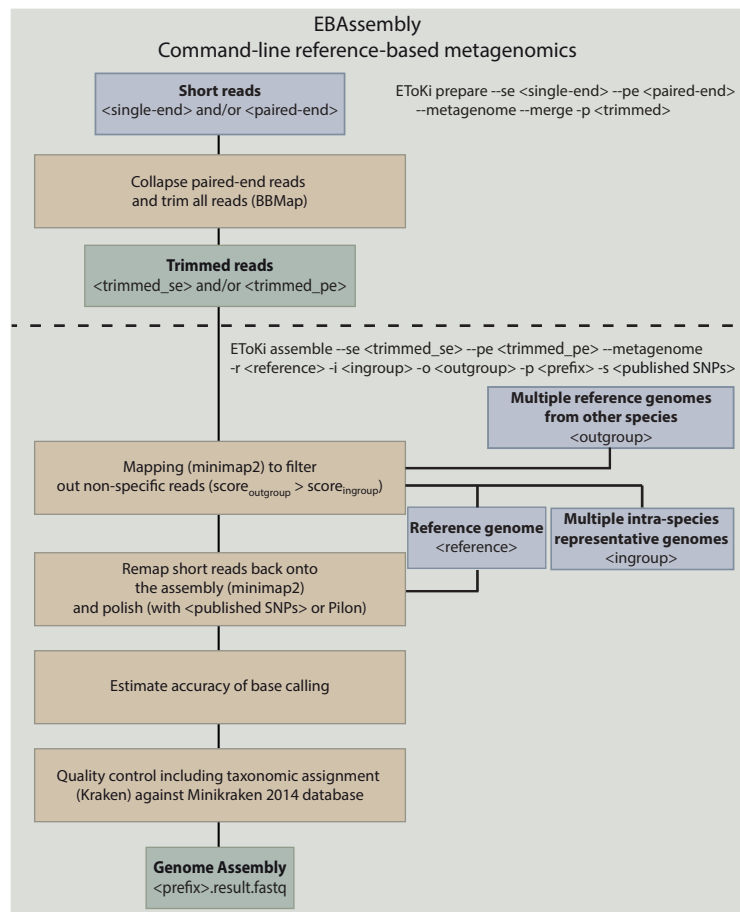 EBAssembly
Command-line reference-based metagenomics
Short reads
<single-end> and/or <paired-end>
EToKi prepare --se <single-end> --pe <paired-end>
--metagenome --merge -p <trimmed>
Collapse paired-end reads
and trim all reads (BBMap)
Trimmed reads
<trimmed_se> and/or <trimmed_pe>
EToKi assemble --se <trimmed_se> --pe <trimmed_pe> --metagenome
-r <reference> -i <ingroup> -o <outgroup> -p <prefix> -s <published SNPs>
Multiple reference genomes
from other species
<outgroup>
Mapping (minimap2) to filter
out non-specific reads (score_outgroup > score_ingroup)
Reference genome
<reference>
Multiple intra-species
representative genomes
<ingroup>
Remap short reads back onto
the assembly (minimap2)
and polish (with <published SNPs> or Pilon)
Estimate accuracy of base calling
Quality control including taxonomic assignment
(Kraken) against Minikraken 2014 database
Genome Assembly
<prefix>.result.fastq